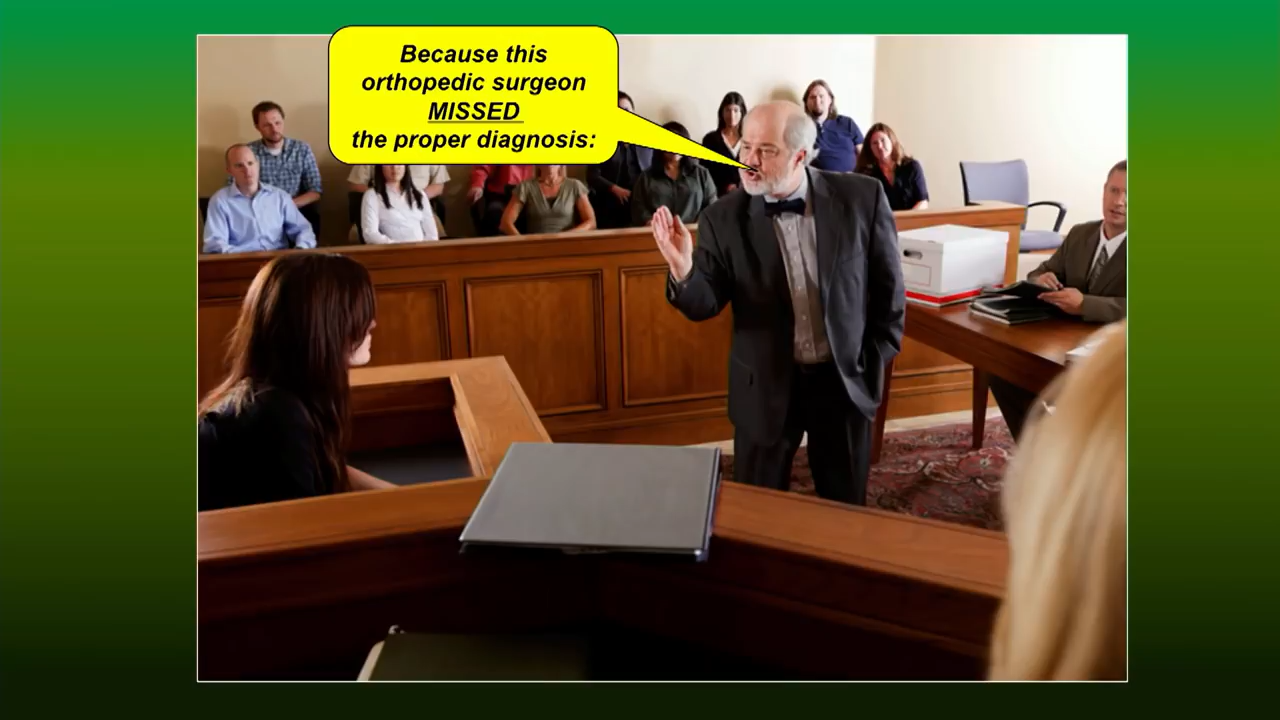 Because this
orthopedic surgeon
MISSED
the proper diagnosis: